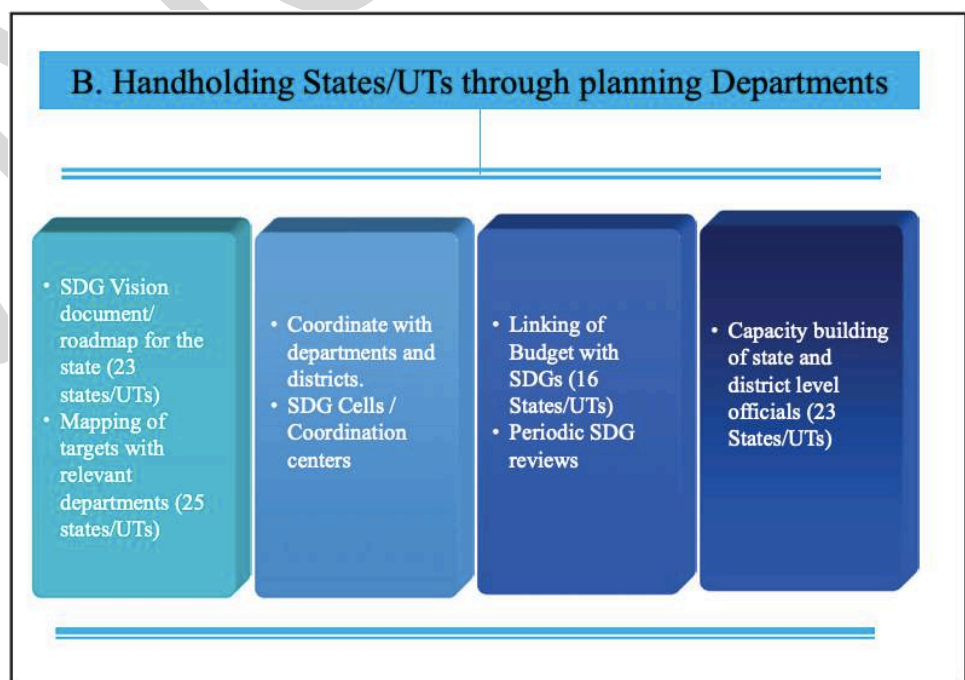 B. Handholding States/UTs through planning Departments
• SDG Vision
document/
roadmap for the
state (23
states/UTs)
• Mapping of
targets with
relevant
departments (25
states/UTs)
• Coordinate with
departments and
districts.
• SDG Cells /
Coordination
centers
• Linking of
Budget with
SDGs (16
States/UTs)
• Periodic SDG
reviews
• Capacity building
of state and
district level
officials (23
States/UTs)